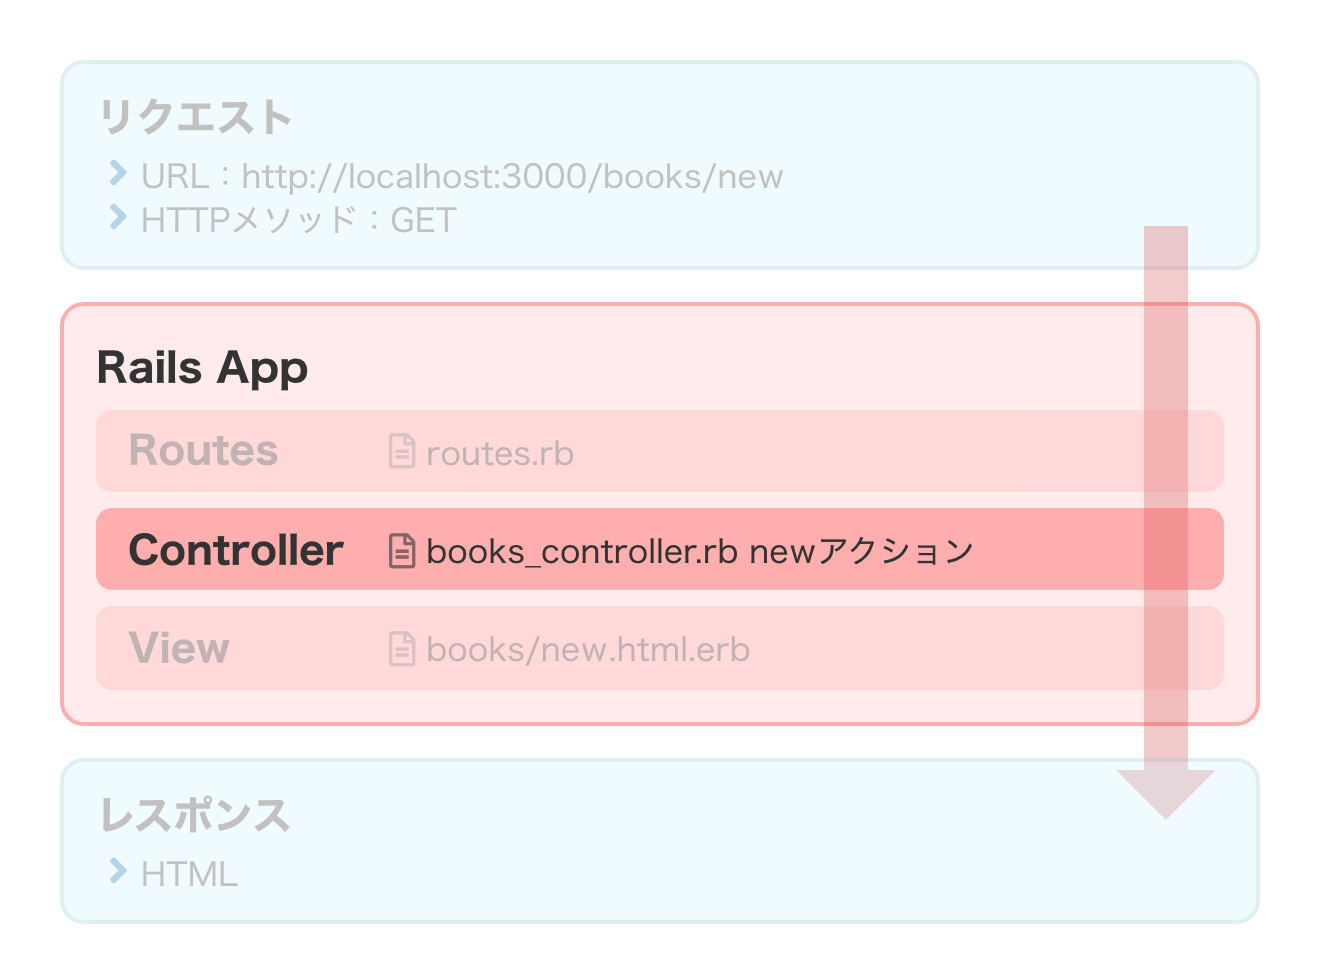 リクエスト
URL：http://localhost:3000/books/new
HTTPメソッド：GET
Rails App
Routes routes.rb
Controller books_controller.rb newアクション
View books/new.html.erb
レスポンス
HTML